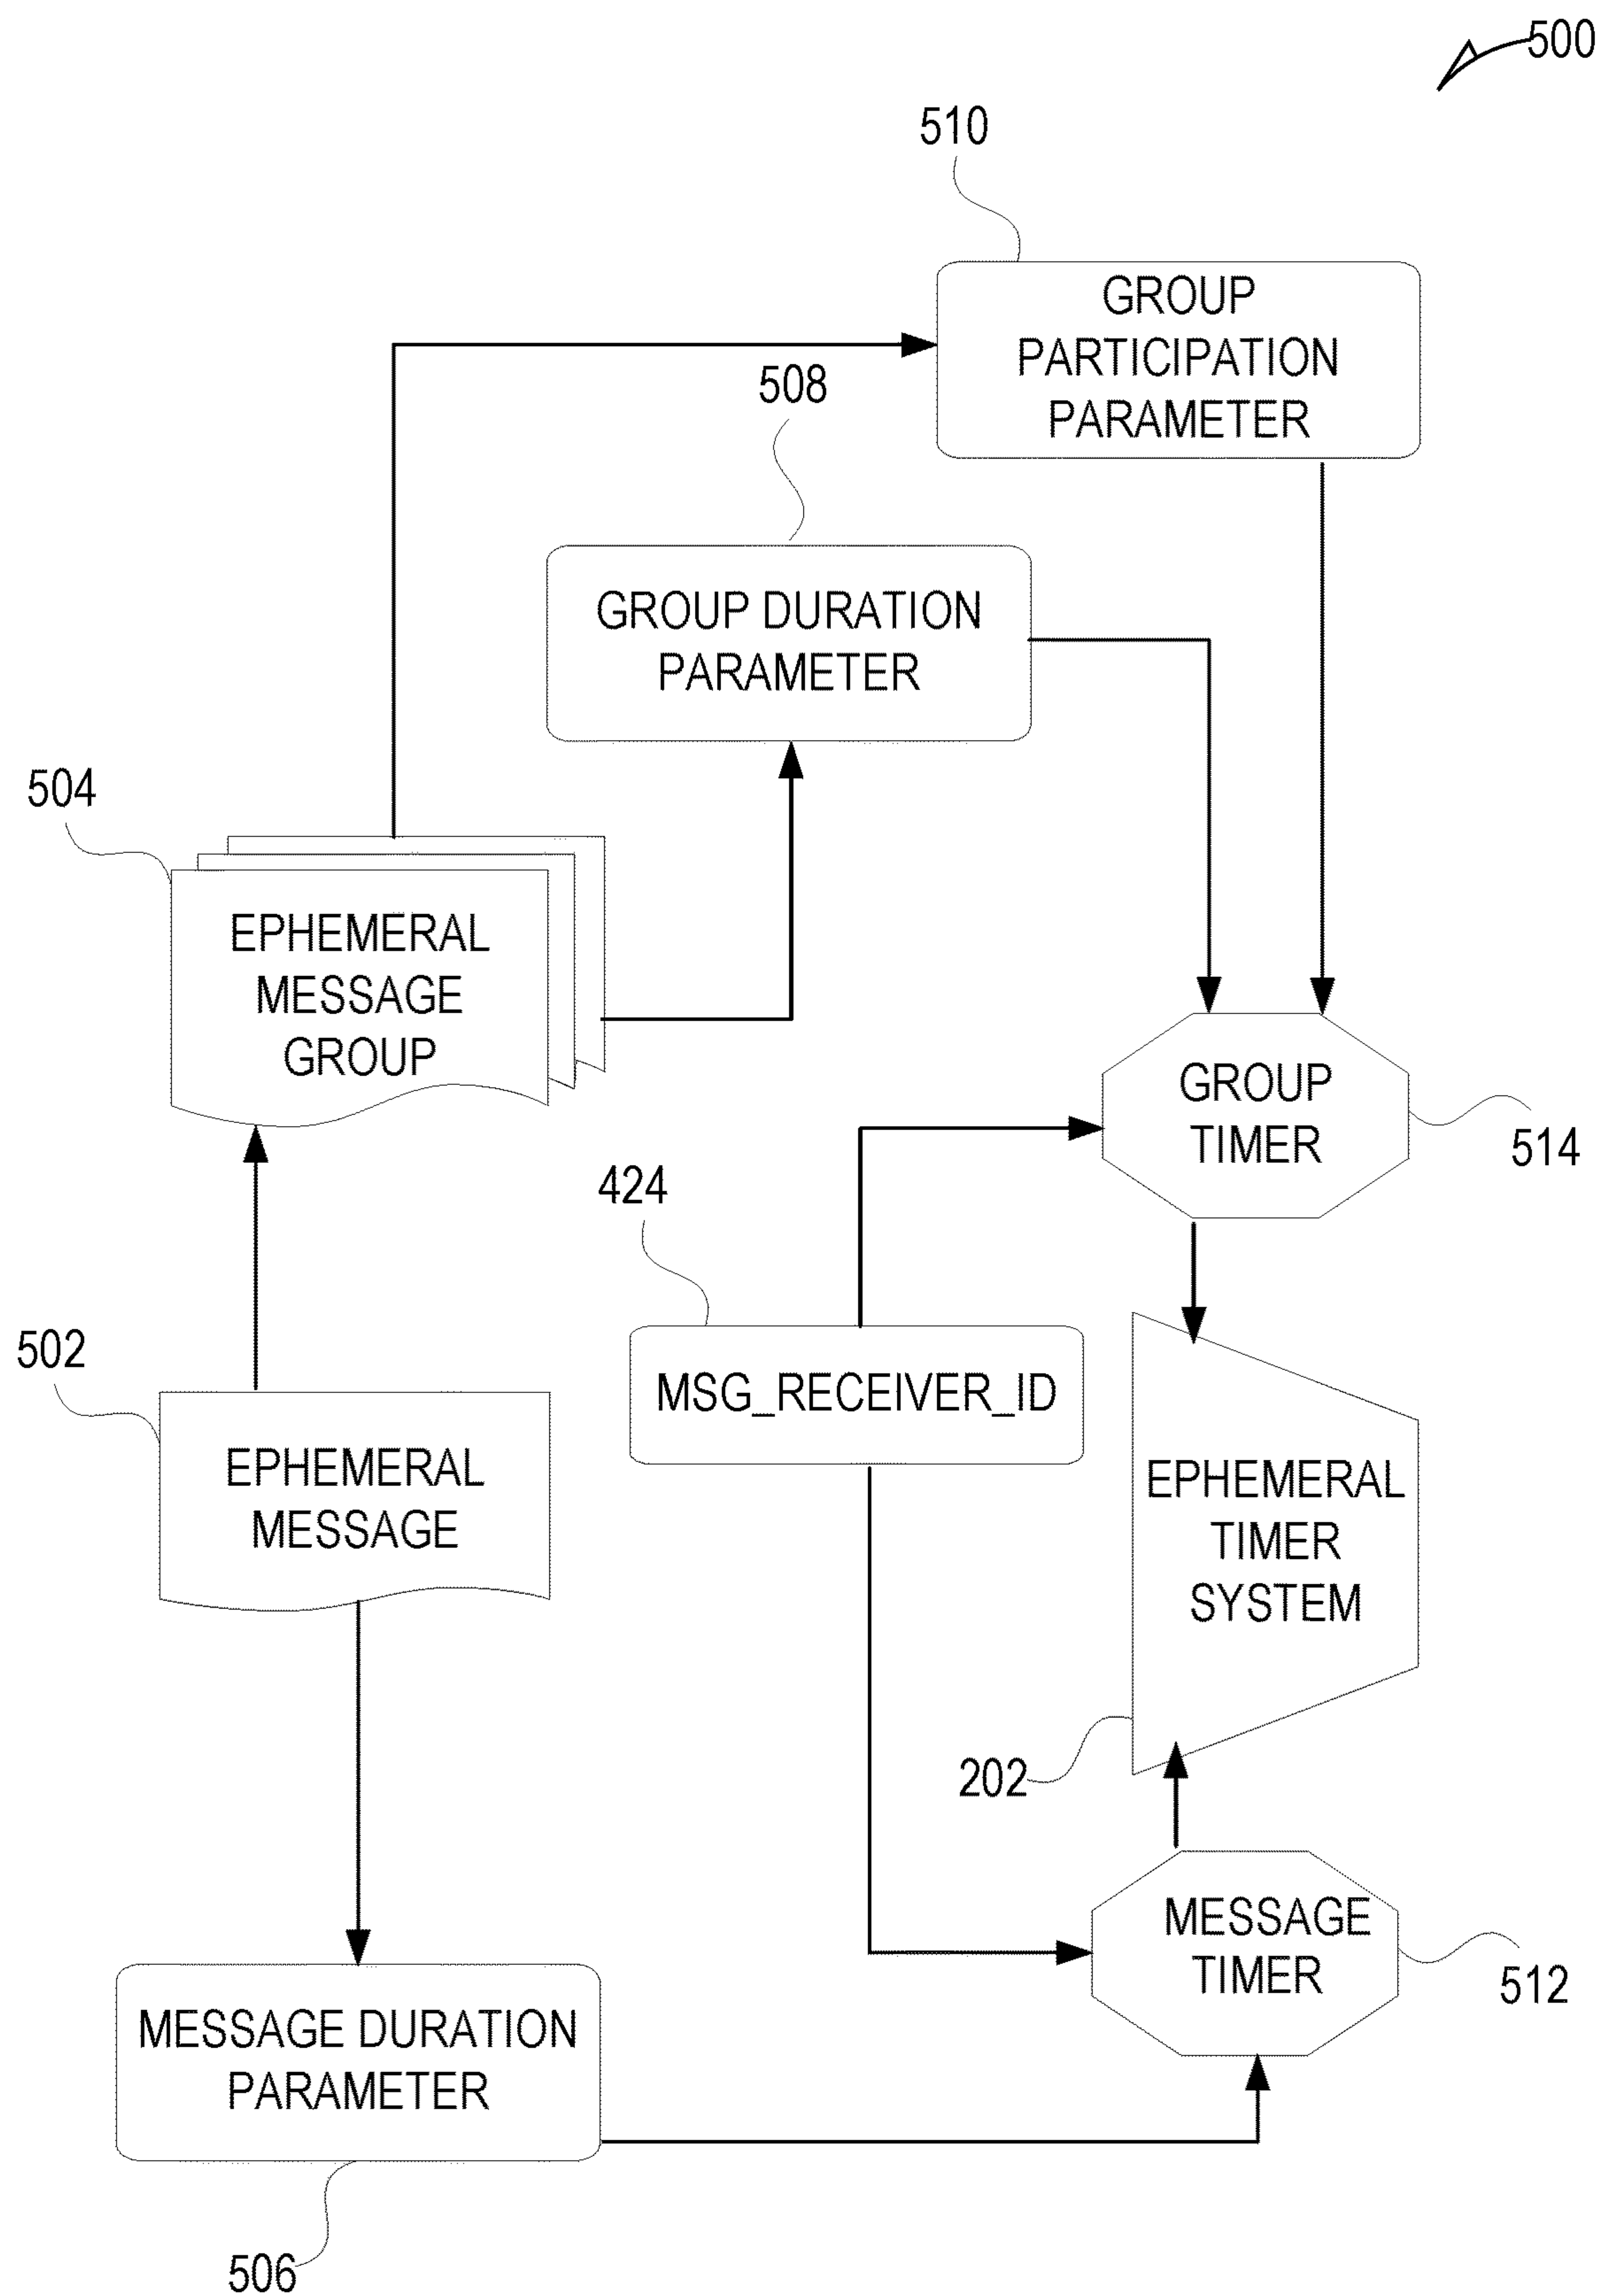 500
510
GROUP
PARTICIPATION
PARAMETER
508
GROUP DURATION
PARAMETER
504
EPHEMERAL
MESSAGE
GROUP
GROUP
TIMER
514
424
MSG_RECEIVER_ID
502
EPHEMERAL
MESSAGE
EPHEMERAL
TIMER
SYSTEM
202
MESSAGE
TIMER
512
MESSAGE DURATION
PARAMETER
506